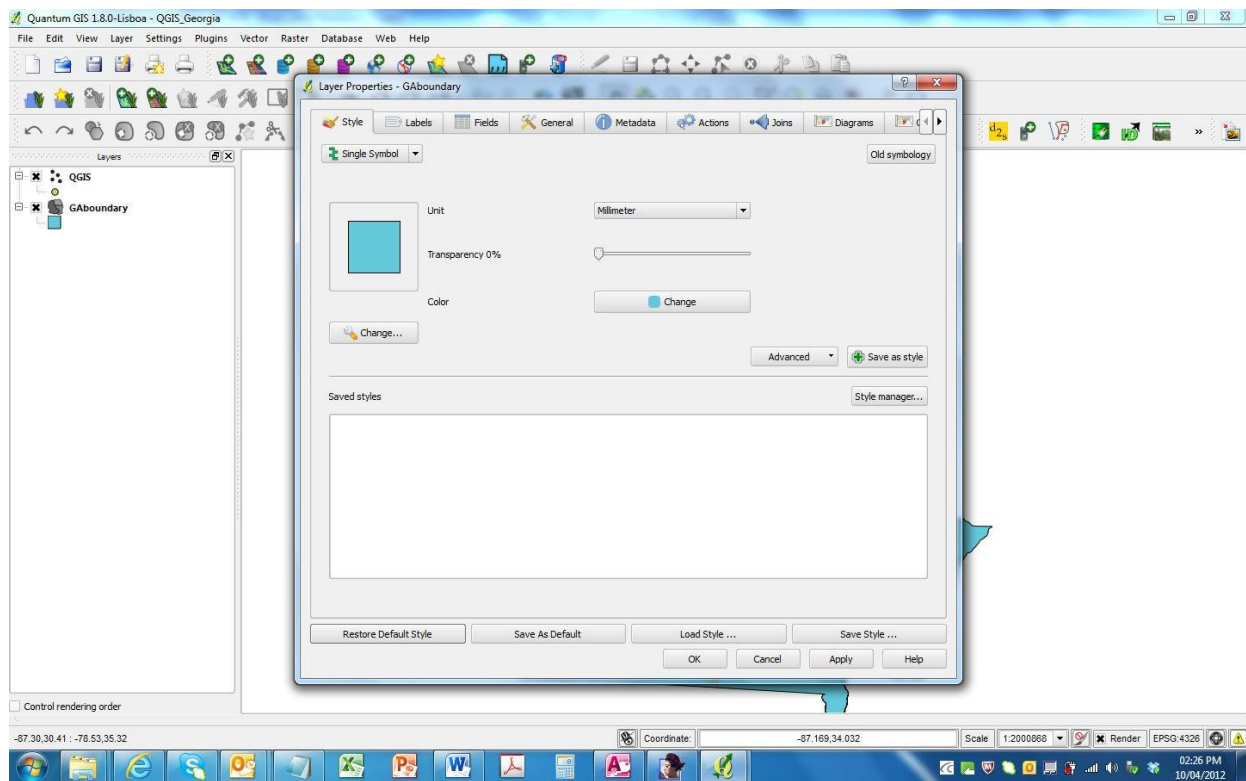 Quantum GIS 1.8.0-Lisboa - QGIS_Georgia
File Edit View Layer Settings Plugins Vector Raster Database Web Help
Layers
QGIS
GAboundary
Control rendering order
Layer Properties - GAboundary
Style Labels Fields General Metadata Actions Joins Diagrams
Single Symbol Old symbology
Unit Milimeter
Transparency 0%
Color Change
Change...
Advanced Save as style
Saved styles Style manager...
Restore Default Style Save As Default Load Style ... Save Style ...
OK Cancel Apply Help
-87.30,30.41 : -78.53,35.32 Coordinate: -87.169,34.032 Scale 1:2000868 Render EPSG:4326
02:26 PM
10/04/2012